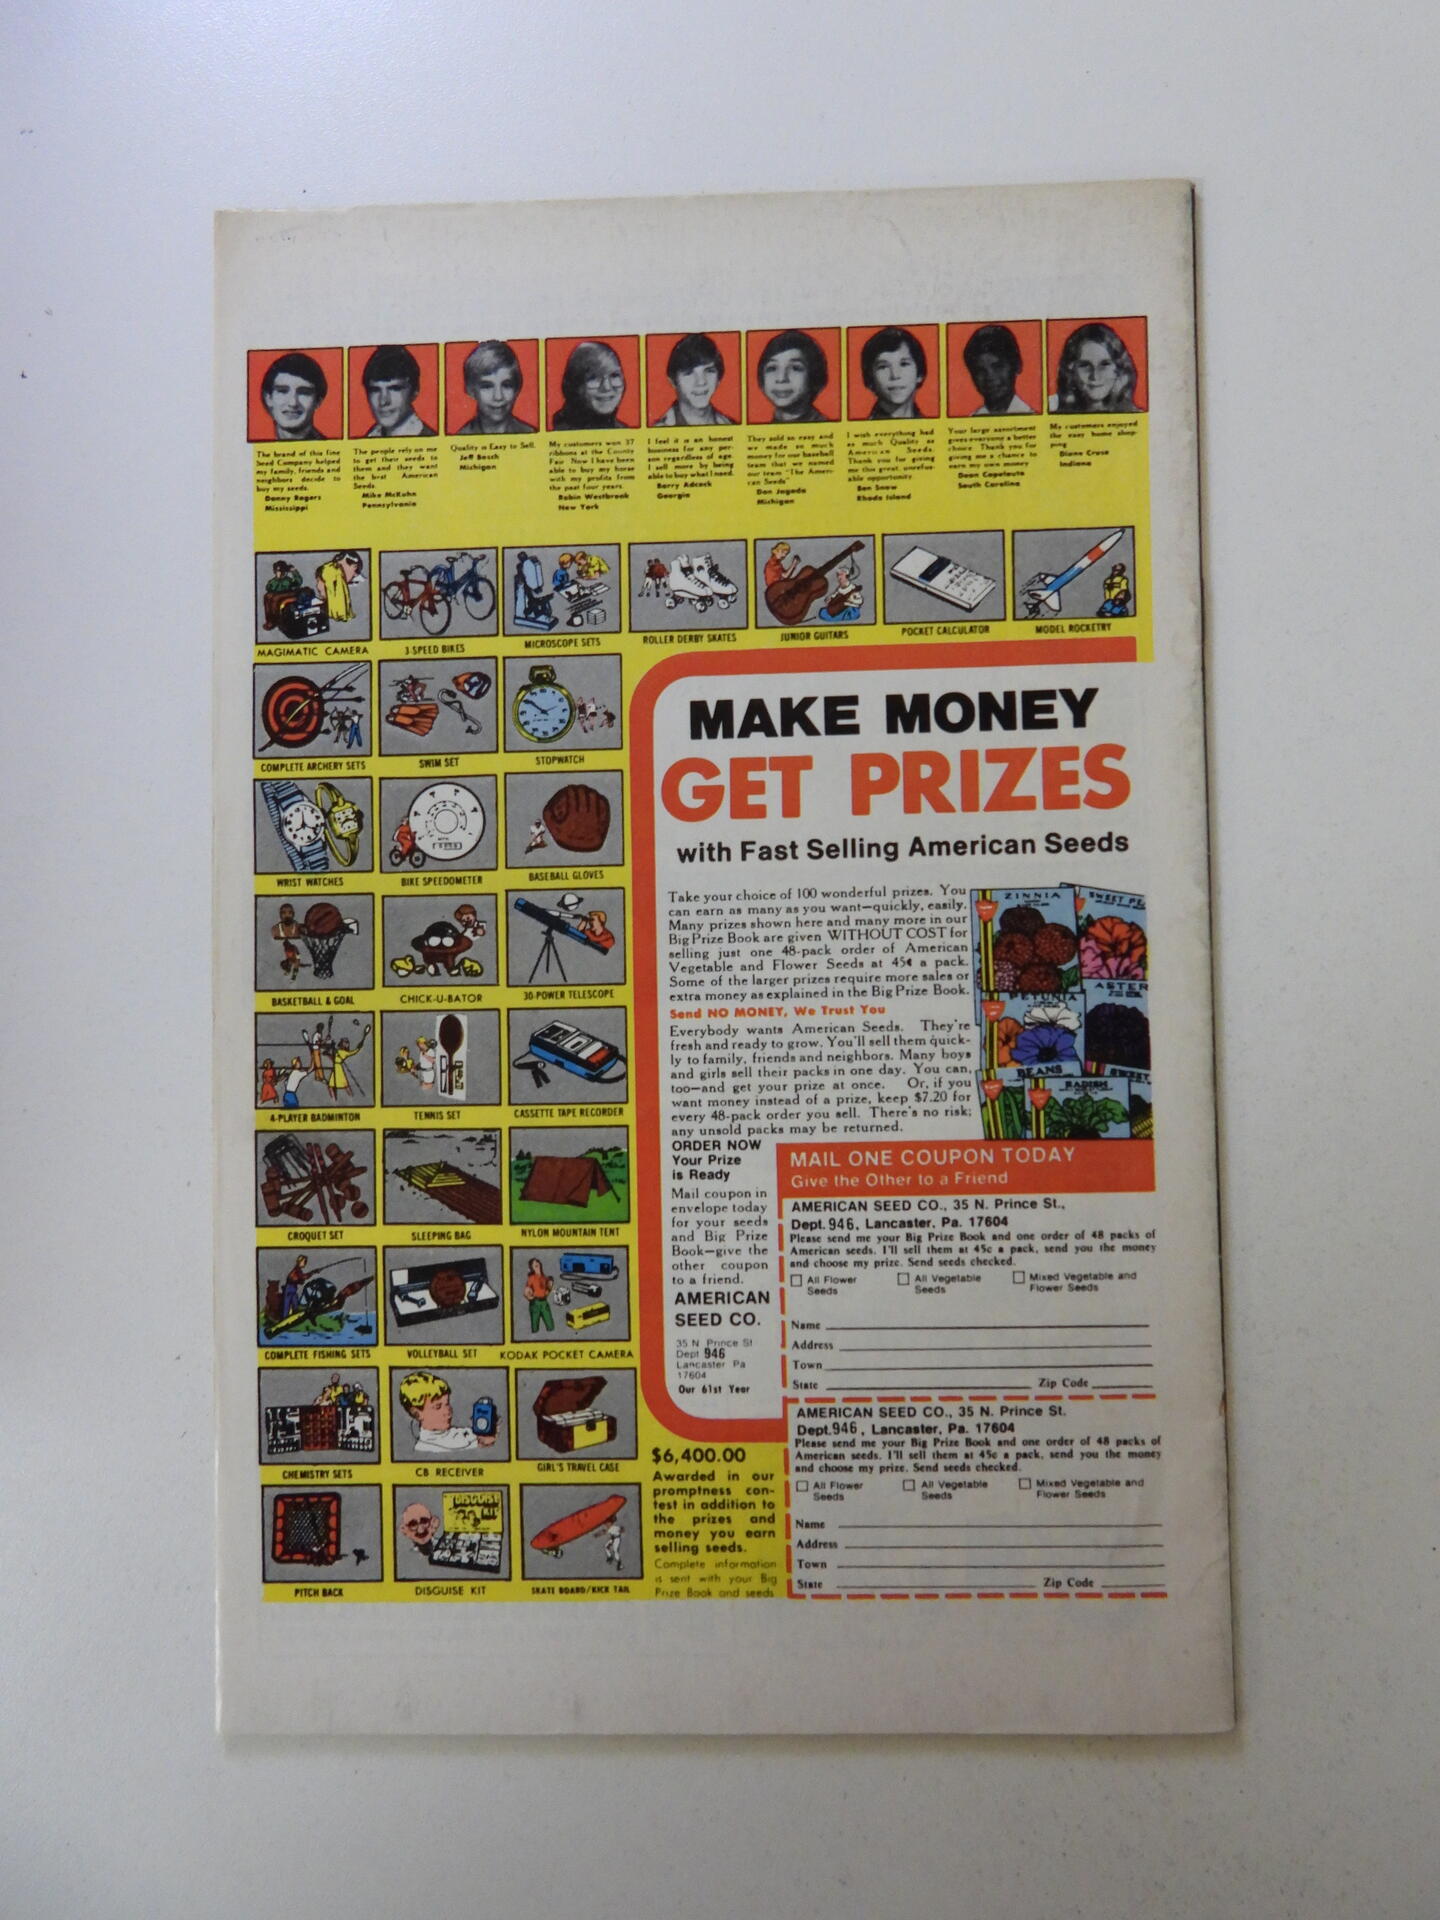 The brand of this fine
Seed Company helped
my family, friends and
neighbors decide to
buy my seeds.
Danny Rogers
Mississippi
The people rely on me
to get their seeds to
them and they want
the best American
Seeds.
Mike McKuhn
Pennsylvania
Quality is Easy to Sell.
Jeff Basch
Michigan
My customers won 37
ribbons at the County
Fair. Now I have been
able to buy my horse
with my profits from
the past four years.
Robin Westbrook
New York
I feel it is an honest
business for any per-
son regardless of age.
I sell more by being
able to buy what I need.
Barry Adcock
Georgia
They sold so easy and
we made so much
money for our baseball
team that we named
our team "The Ameri-
can Seeds"
Dan Jagoda
Michigan
I wish everything had
as much Quality as
American Seeds.
Thank you for giving
me this great, unrefus-
able opportunity.
Ben Snow
Rhode Island
Your large assortment
gives everyone a better
choice. Thank you for
giving me a chance to
earn my own money
Dean Capelouto
South Carolina
My customers enjoyed
the easy home shop-
ping
Diane Cruse
Indiana
MAGIMATIC CAMERA
3-SPEED BIKES
MICROSCOPE SETS
ROLLER DERBY SKATES
JUNIOR GUITARS
POCKET CALCULATOR
MODEL ROCKETRY
COMPLETE ARCHERY SETS
SWIM SET
STOPWATCH
WRIST WATCHES
BIKE SPEEDOMETER
BASEBALL GLOVES
BASKETBALL & GOAL
CHICK-U-BATOR
30-POWER TELESCOPE
4-PLAYER BADMINTON
TENNIS SET
CASSETTE TAPE RECORDER
CROQUET SET
SLEEPING BAG
NYLON MOUNTAIN TENT
COMPLETE FISHING SETS
VOLLEYBALL SET
KODAK POCKET CAMERA
CHEMISTRY SETS
CB RECEIVER
GIRL'S TRAVEL CASE
DISGUISE
KIT
PITCH BACK
DISGUISE KIT
SKATE BOARD/KICK TAIL
MAKE MONEY
GET PRIZES
with Fast Selling American Seeds
Take your choice of 100 wonderful prizes. You
can earn as many as you want—quickly, easily.
Many prizes shown here and many more in our
Big Prize Book are given WITHOUT COST for
selling just one 48-pack order of American
Vegetable and Flower Seeds at 45¢ a pack.
Some of the larger prizes require more sales or
extra money as explained in the Big Prize Book.
Send NO MONEY, We Trust You
Everybody wants American Seeds. They're
fresh and ready to grow. You'll sell them quick-
ly to family, friends and neighbors. Many boys
and girls sell their packs in one day. You can,
too—and get your prize at once. Or, if you
want money instead of a prize, keep $7.20 for
every 48-pack order you sell. There's no risk;
any unsold packs may be returned.
ZINNIA
SWEET PE
ASTER
PETUNIA
BEANS
RADISH
SWEET
ORDER NOW
Your Prize
is Ready
Mail coupon in
envelope today
for your seeds
and Big Prize
Book—give the
other coupon
to a friend.
AMERICAN
SEED CO.
35 N Prince St
Dept 946
Lancaster Pa
17604
Our 61st Year
MAIL ONE COUPON TODAY
Give the Other to a Friend
AMERICAN SEED CO., 35 N. Prince St.,
Dept. 946, Lancaster, Pa. 17604
Please send me your Big Prize Book and one order of 48 packs of
American seeds. I'll sell them at 45c a pack, send you the money
and choose my prize. Send seeds checked.
All Flower Seeds
All Vegetable Seeds
Mixed Vegetable and Flower Seeds
Name
Address
Town
State Zip Code
AMERICAN SEED CO., 35 N. Prince St.
Dept. 946, Lancaster, Pa. 17604
Please send me your Big Prize Book and one order of 48 packs of
American seeds. I'll sell them at 45c a pack, send you the money
and choose my prize. Send seeds checked.
All Flower Seeds
All Vegetable Seeds
Mixed Vegetable and Flower Seeds
Name
Address
Town
State Zip Code
$6,400.00
Awarded in our
promptness con-
test in addition to
the prizes and
money you earn
selling seeds.
Complete information
is sent with your Big
Prize Book and seeds